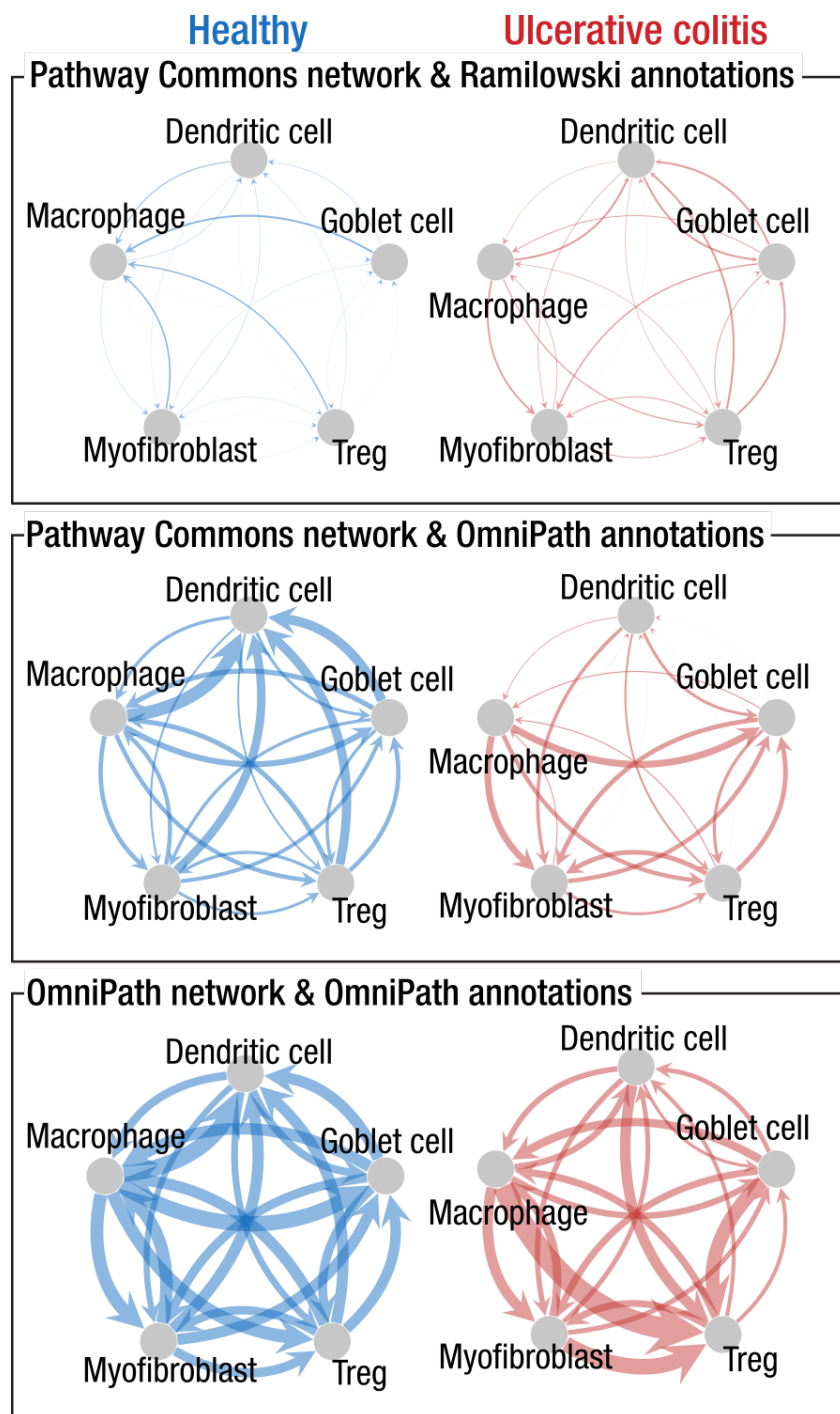 Healthy
Ulcerative colitis
Pathway Commons network & Ramilowski annotations
Dendritic cell
Macrophage
Goblet cell
Myofibroblast
Treg
Dendritic cell
Goblet cell
Macrophage
Myofibroblast
Treg
Pathway Commons network & OmniPath annotations
Dendritic cell
Macrophage
Goblet cell
Myofibroblast
Treg
Dendritic cell
Goblet cell
Macrophage
Myofibroblast
Treg
OmniPath network & OmniPath annotations
Dendritic cell
Macrophage
Goblet cell
Myofibroblast
Treg
Dendritic cell
Goblet cell
Macrophage
Myofibroblast
Treg